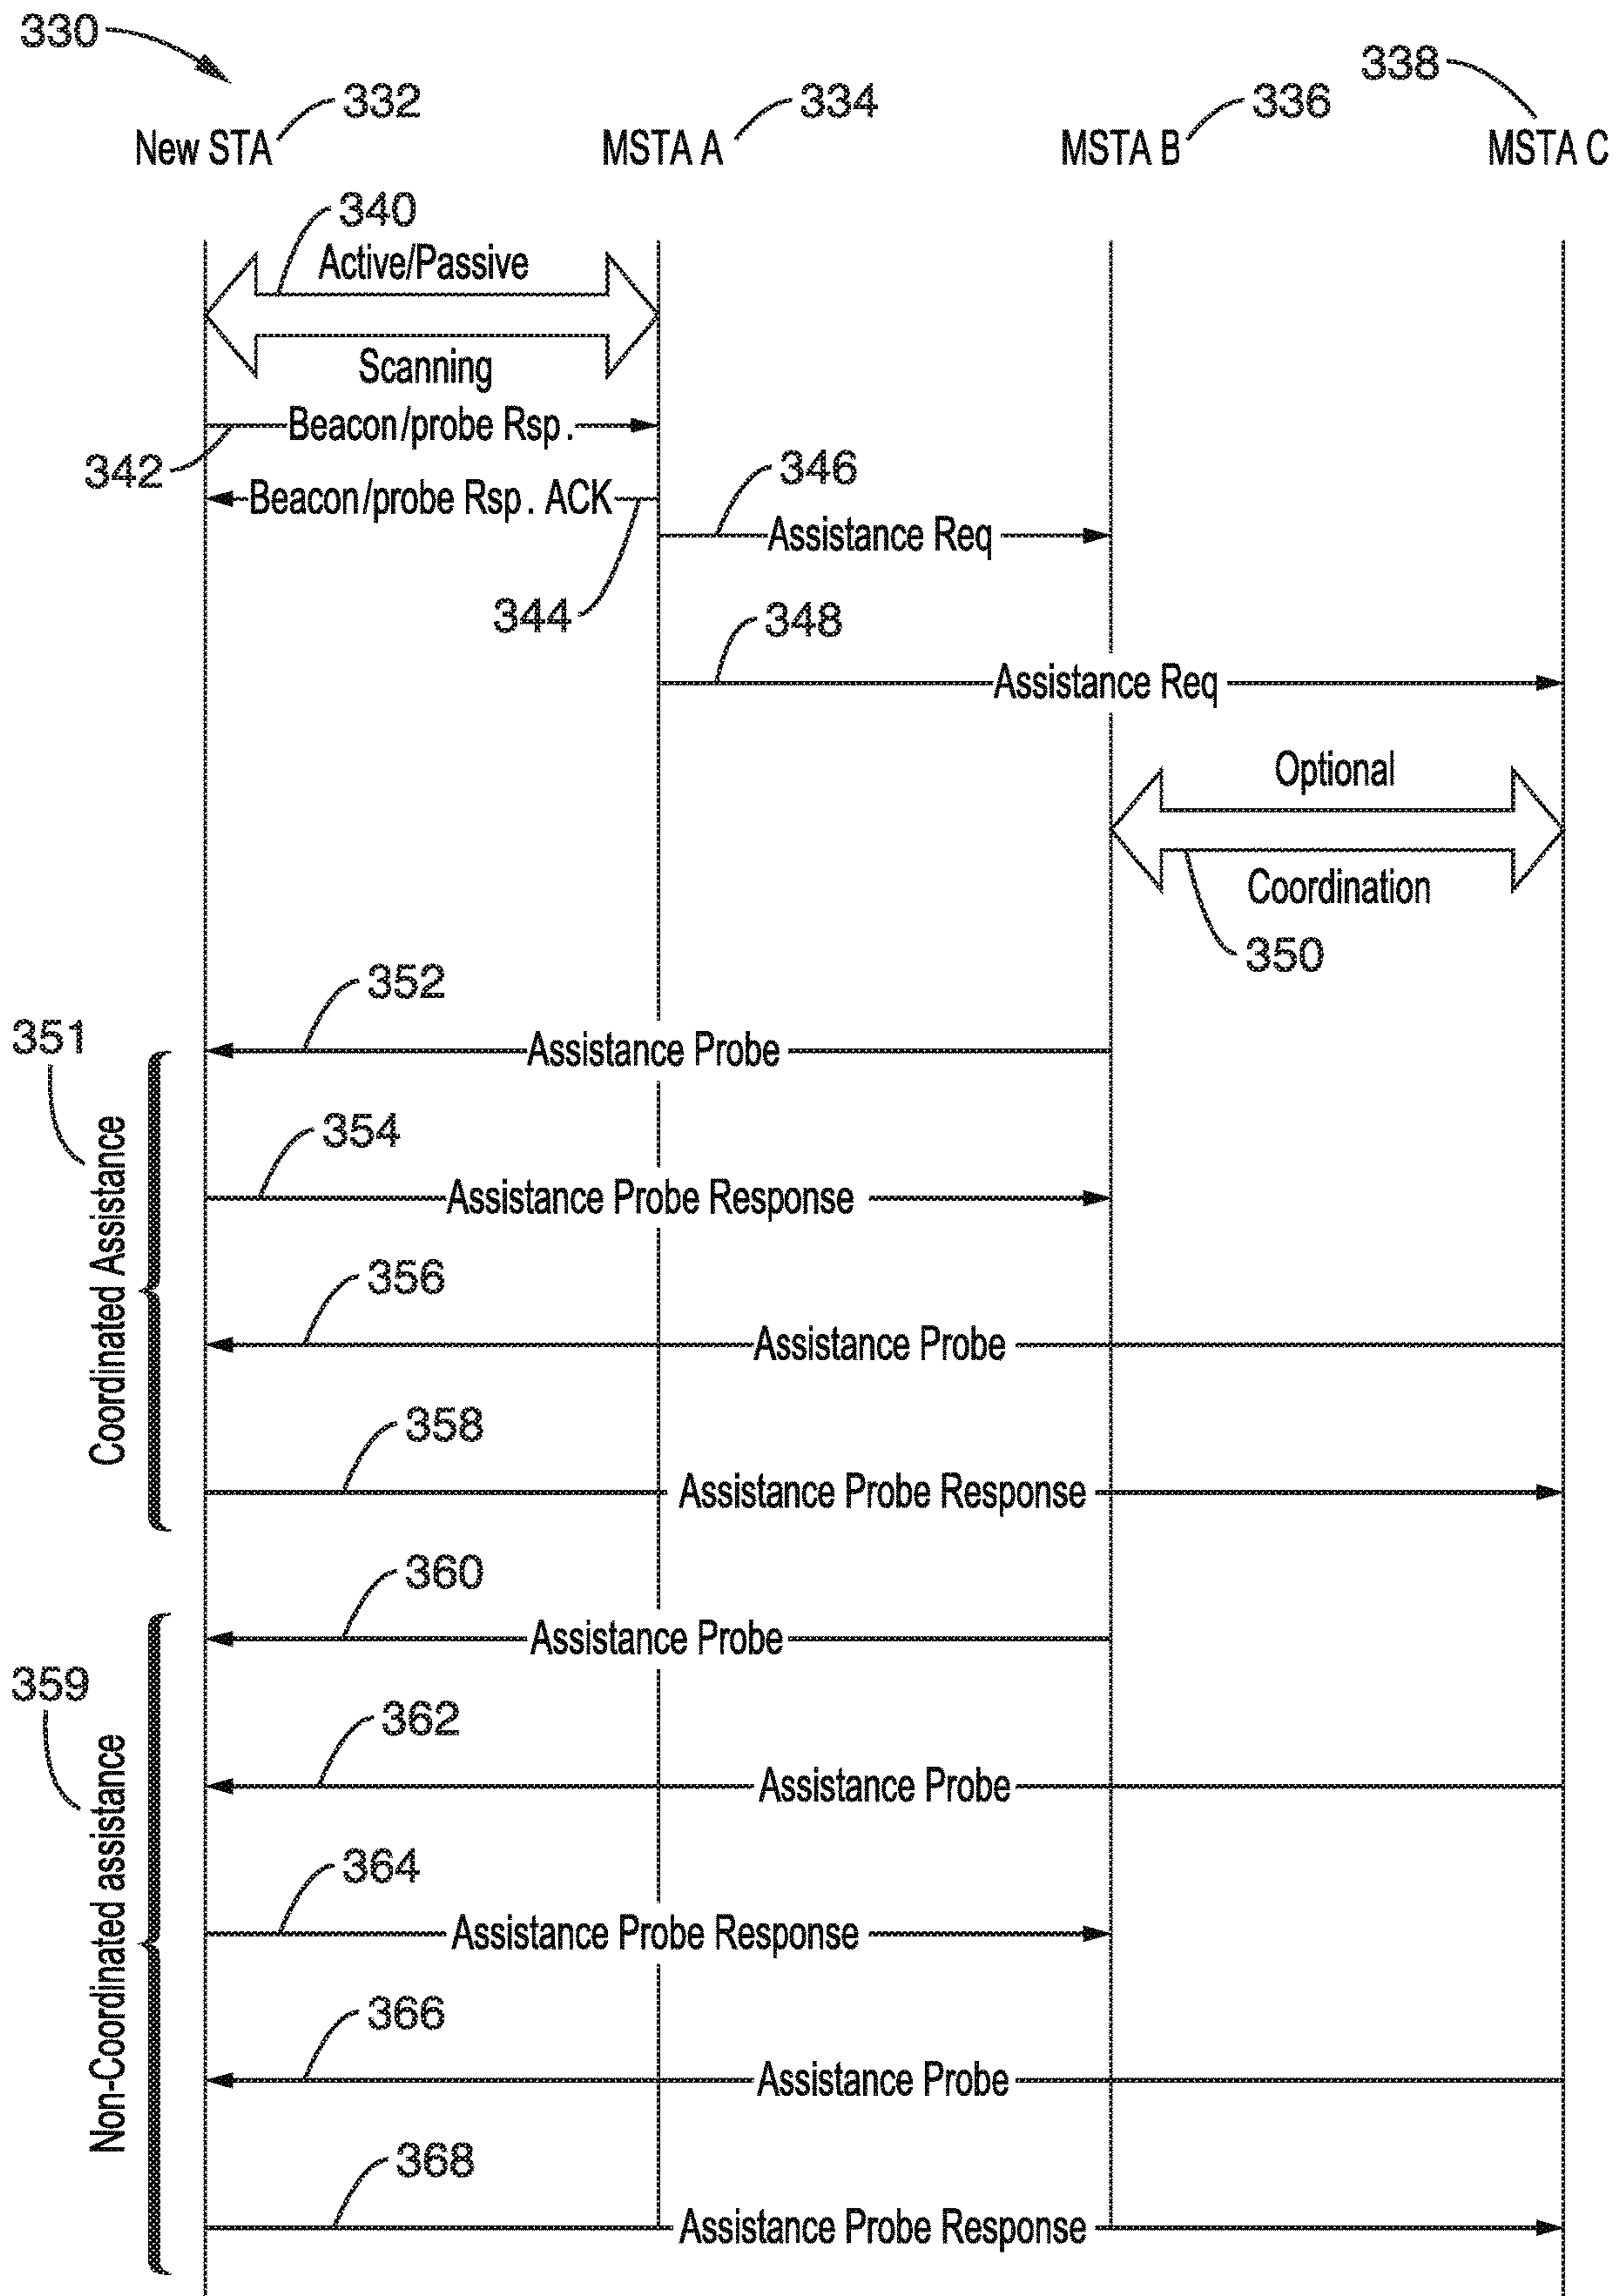 330
332
334
336
338
New STA
MSTA A
MSTA B
MSTA C
340
Active/Passive
Scanning
Beacon/probe Rsp.
342
Beacon/probe Rsp. ACK
346
Assistance Req
344
348
Assistance Req
Optional
Coordination
350
352
351
Assistance Probe
354
Assistance Probe Response
Coordinated Assistance
356
Assistance Probe
358
Assistance Probe Response
360
Assistance Probe
359
362
Assistance Probe
Non-Coordinated assistance
364
Assistance Probe Response
366
Assistance Probe
368
Assistance Probe Response